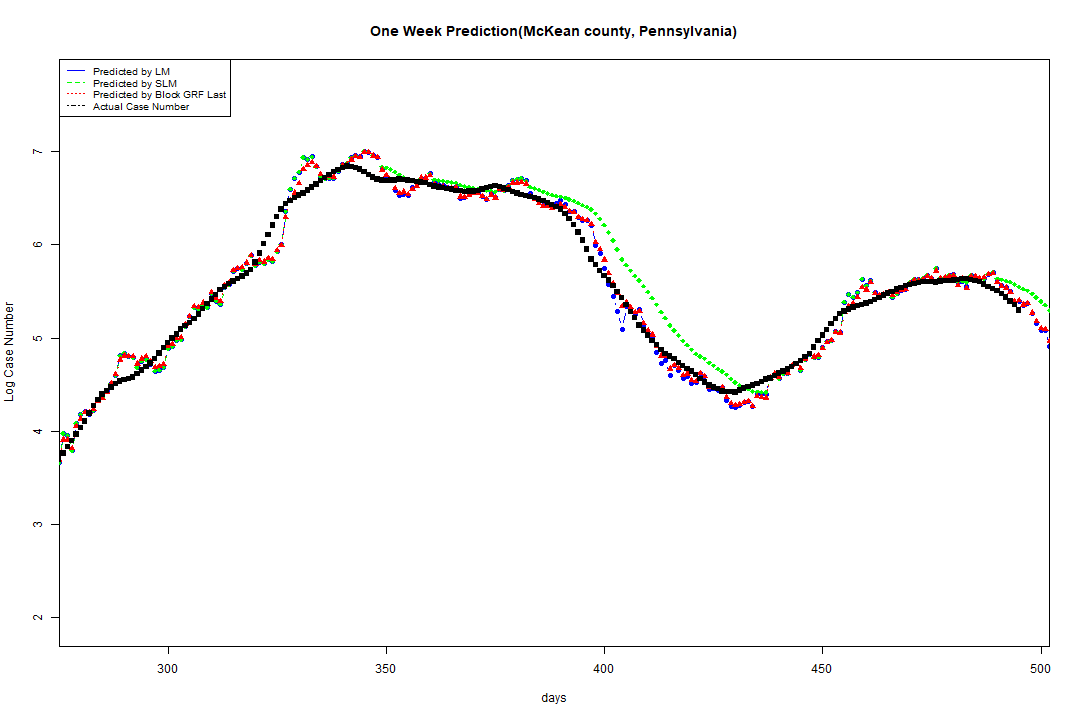 One Week Prediction(McKean county, Pennsylvania)
Predicted by LM
Predicted by SLM
Predicted by Block GRF Last
Actual Case Number
7
6
5
4
3
2
Log Case Number
300 350 400 450 500
days